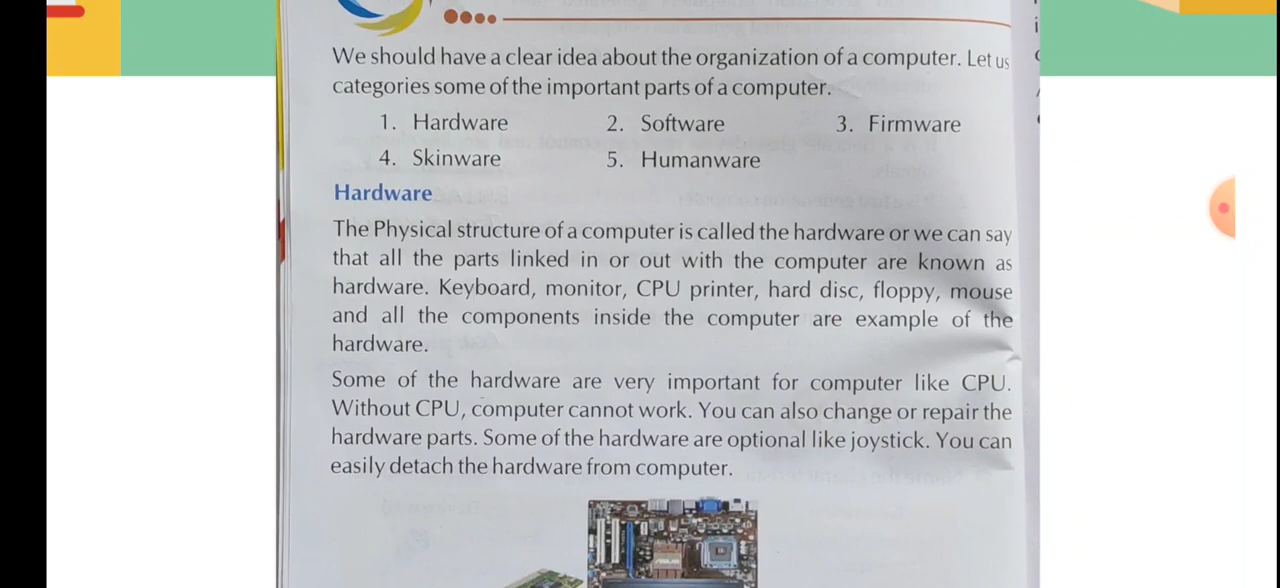 We should have a clear idea about the organization of a computer. Let us
categories some of the important parts of a computer.
1. Hardware 2. Software 3. Firmware
4. Skinware 5. Humanware
Hardware
The Physical structure of a computer is called the hardware or we can say
that all the parts linked in or out with the computer are known as
hardware. Keyboard, monitor, CPU printer, hard disc, floppy, mouse
and all the components inside the computer are example of the
hardware.
Some of the hardware are very important for computer like CPU.
Without CPU, computer cannot work. You can also change or repair the
hardware parts. Some of the hardware are optional like joystick. You can
easily detach the hardware from computer.